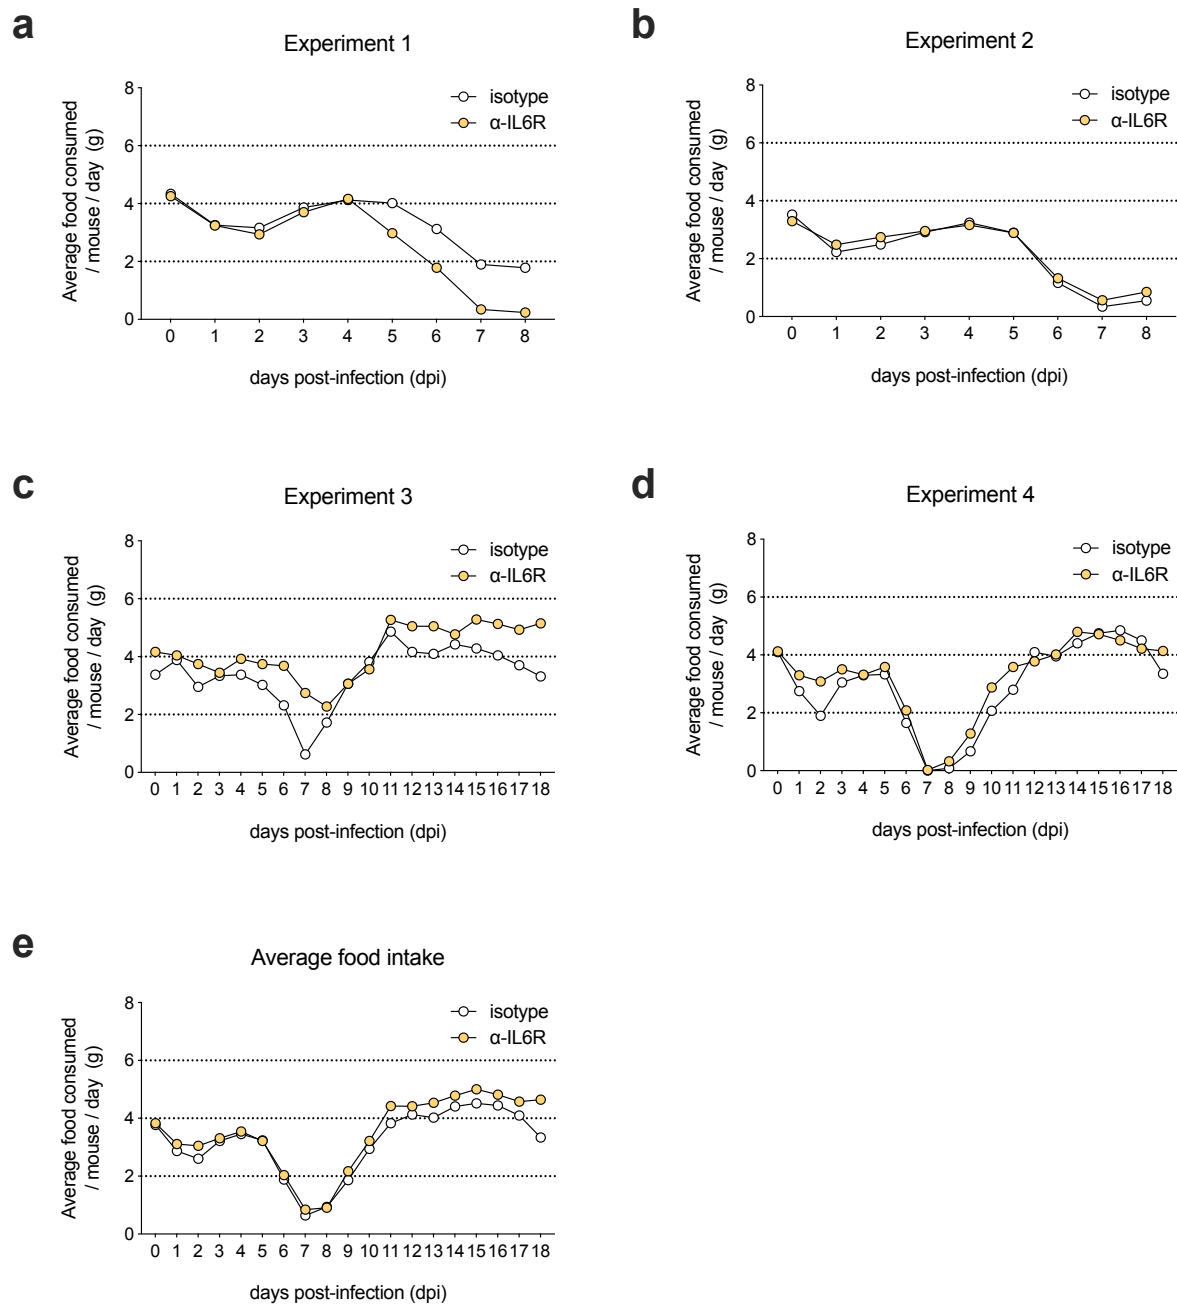 a
Experiment 1
Average food consumed
/ mouse / day (g)
isotype
α-IL6R
8
6
4
2
0
0 1 2 3 4 5 6 7 8
days post-infection (dpi)
b
Experiment 2
Average food consumed
/ mouse / day (g)
isotype
α-IL6R
8
6
4
2
0
0 1 2 3 4 5 6 7 8
days post-infection (dpi)
c
Experiment 3
Average food consumed
/ mouse / day (g)
isotype
α-IL6R
8
6
4
2
0
0 1 2 3 4 5 6 7 8 9 10 11 12 13 14 15 16 17 18
days post-infection (dpi)
d
Experiment 4
Average food consumed
/ mouse / day (g)
isotype
α-IL6R
8
6
4
2
0
0 1 2 3 4 5 6 7 8 9 10 11 12 13 14 15 16 17 18
days post-infection (dpi)
e
Average food intake
Average food consumed
/ mouse / day (g)
isotype
α-IL6R
8
6
4
2
0
0 1 2 3 4 5 6 7 8 9 10 11 12 13 14 15 16 17 18
days post-infection (dpi)